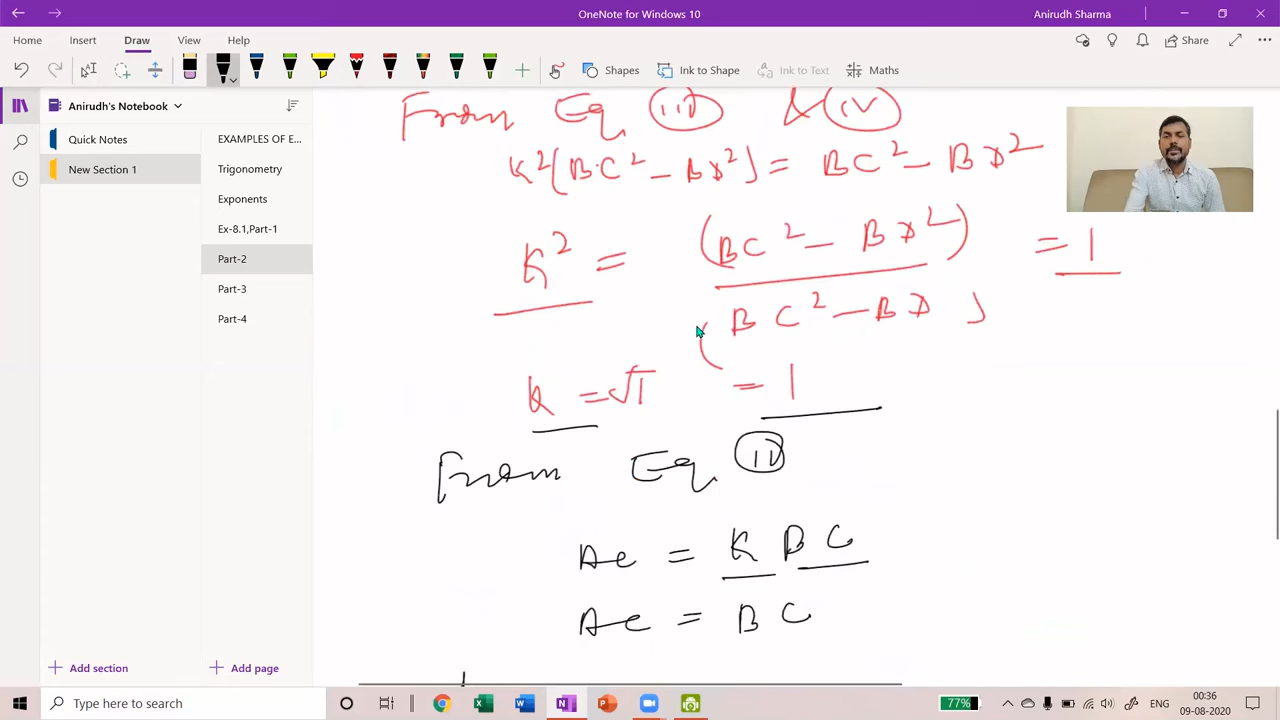 OneNote for Windows 10
Anirudh Sharma
Home Insert Draw View Help
Share
Shapes Ink to Shape Ink to Text Maths
Anirudh's Notebook
Quick Notes
New Section 1
EXAMPLES OF E...
Trigonometry
Exponents
Ex-8.1,Part-1
Part-2
Part-3
Part-4
From Eq (iii) & (iv)
K²(BC² – BD²) = BC² – BD²
K² = (BC² – BD²) / (BC² – BD) = 1
K = √1 = 1
From Eq (ii)
AC = K BC
AC = BC
Add section
Add page
Type here to search
77%
ENG
00:36
09-08-2020